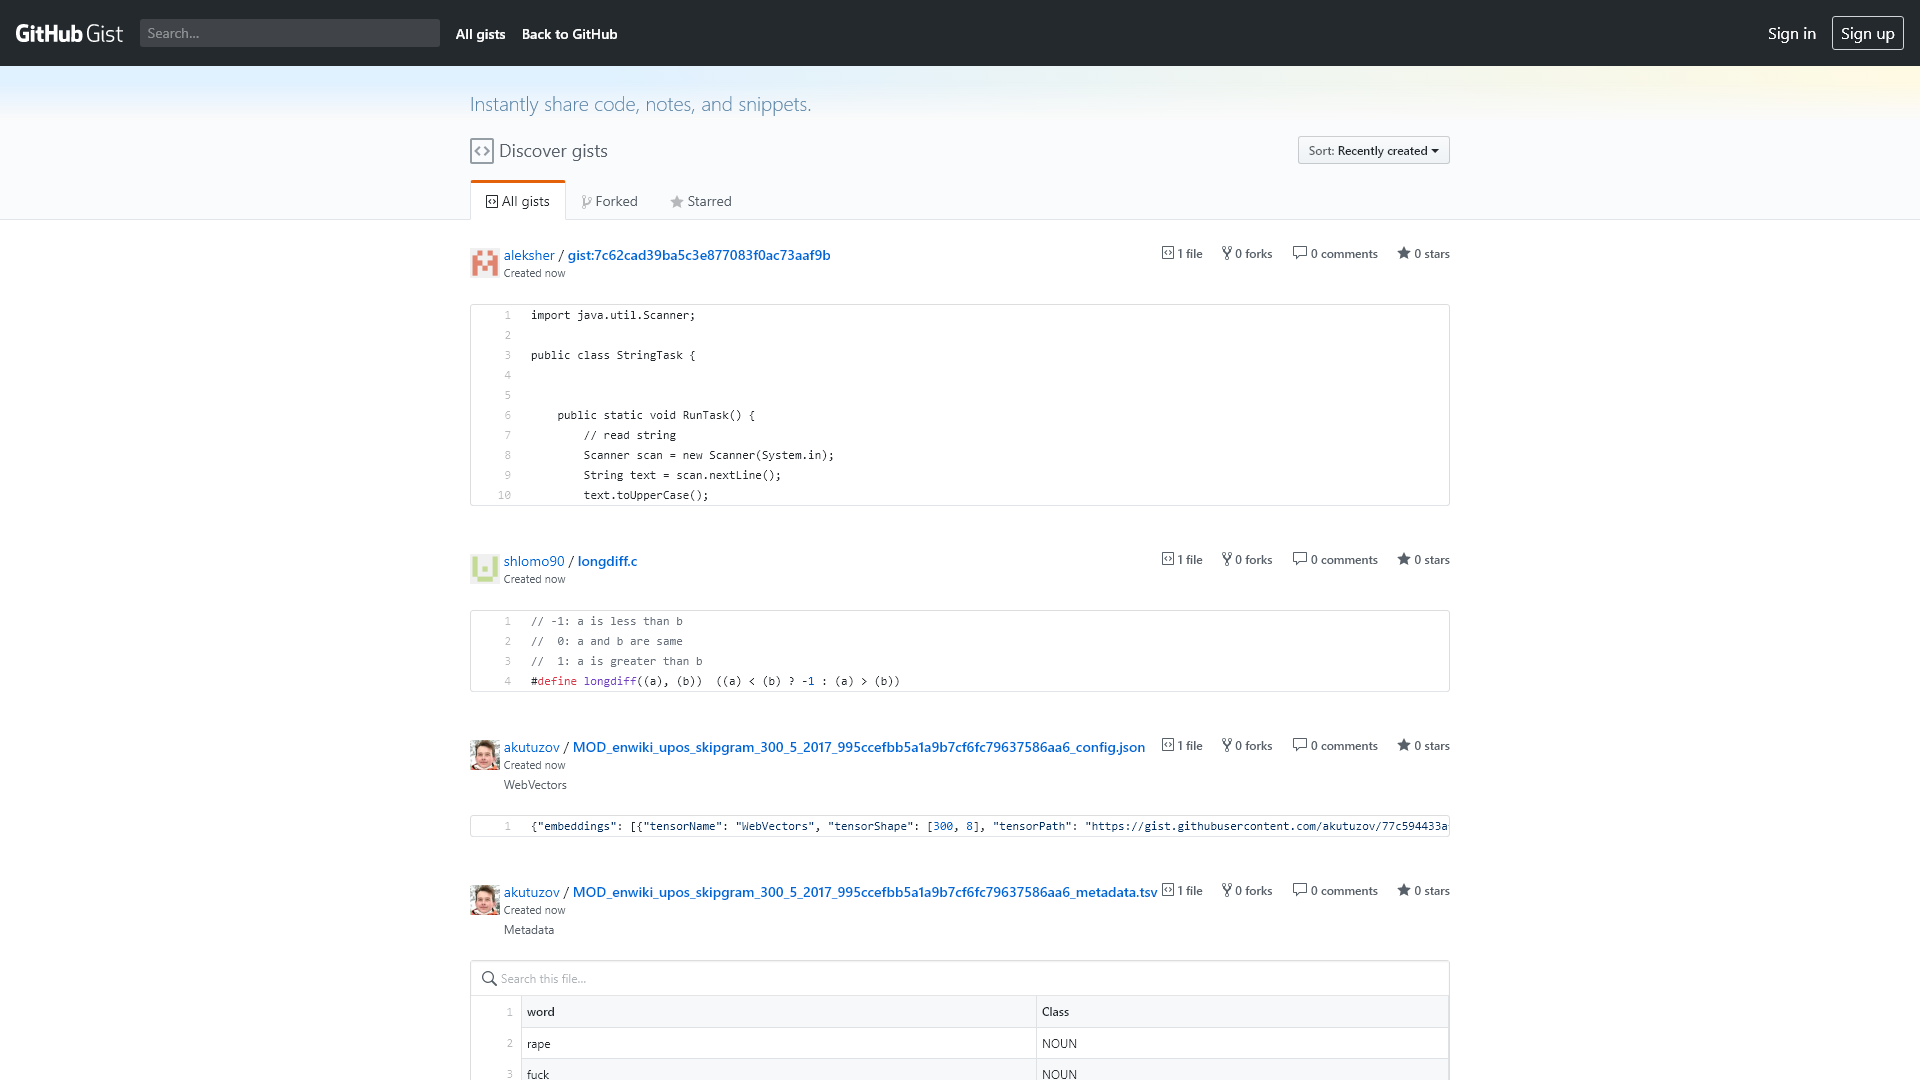 GitHub Gist Search... All gists Back to GitHub Sign in Sign up
Instantly share code, notes, and snippets.
Discover gists Sort: Recently created
All gists Forked Starred
aleksher / gist:7c62cad39ba5c3e877083f0ac73aaf9b 1 file 0 forks 0 comments 0 stars
Created now
1 import java.util.Scanner;
2
3 public class StringTask {
4
5
6 public static void RunTask() {
7 // read string
8 Scanner scan = new Scanner(System.in);
9 String text = scan.nextLine();
10 text.toUpperCase();
shlomo90 / longdiff.c 1 file 0 forks 0 comments 0 stars
Created now
1 // -1: a is less than b
2 //  0: a and b are same
3 //  1: a is greater than b
4 #define longdiff((a), (b))  ((a) < (b) ? -1 : (a) > (b))
akutuzov / MOD_enwiki_upos_skipgram_300_5_2017_995ccefbb5a1a9b7cf6fc79637586aa6_config.json 1 file 0 forks 0 comments 0 stars
Created now
WebVectors
1 {"embeddings": [{"tensorName": "WebVectors", "tensorShape": [300, 8], "tensorPath": "https://gist.githubusercontent.com/akutuzov/77c594433a
akutuzov / MOD_enwiki_upos_skipgram_300_5_2017_995ccefbb5a1a9b7cf6fc79637586aa6_metadata.tsv 1 file 0 forks 0 comments 0 stars
Created now
Metadata
Search this file...
1 word Class
2 rape NOUN
3 fuck NOUN